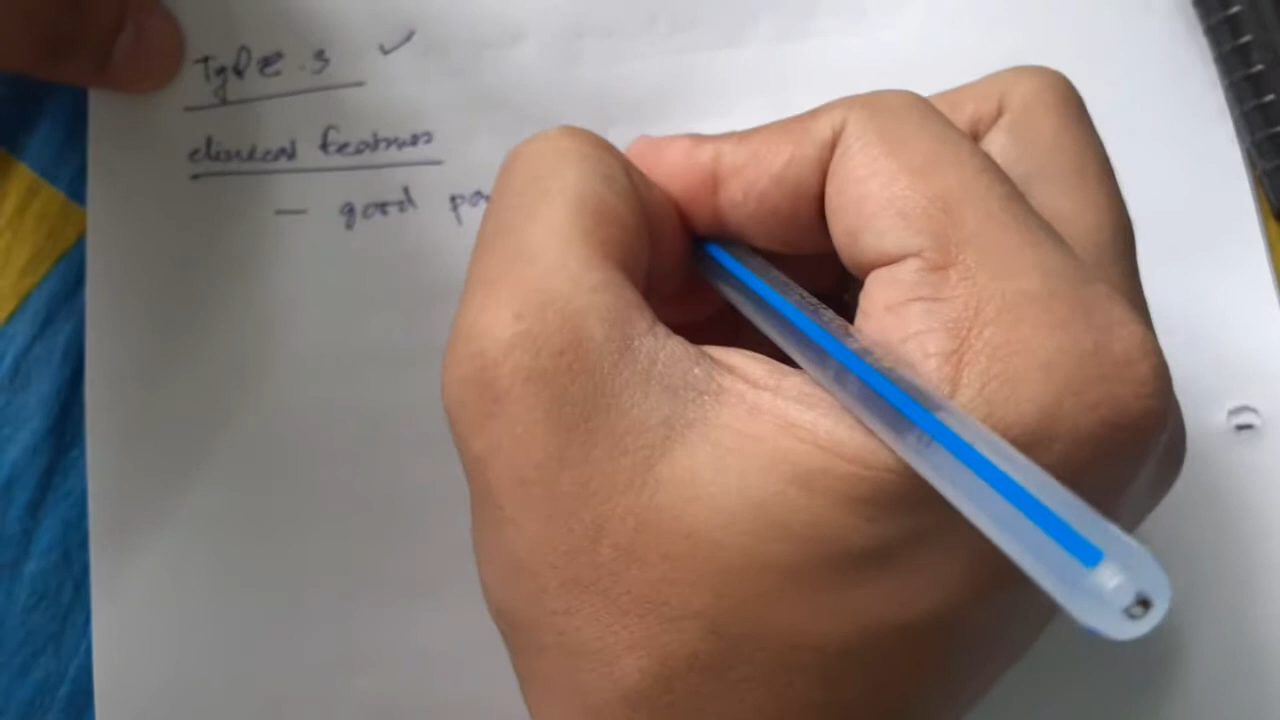 Type. 3 ✓
clinical features
— good